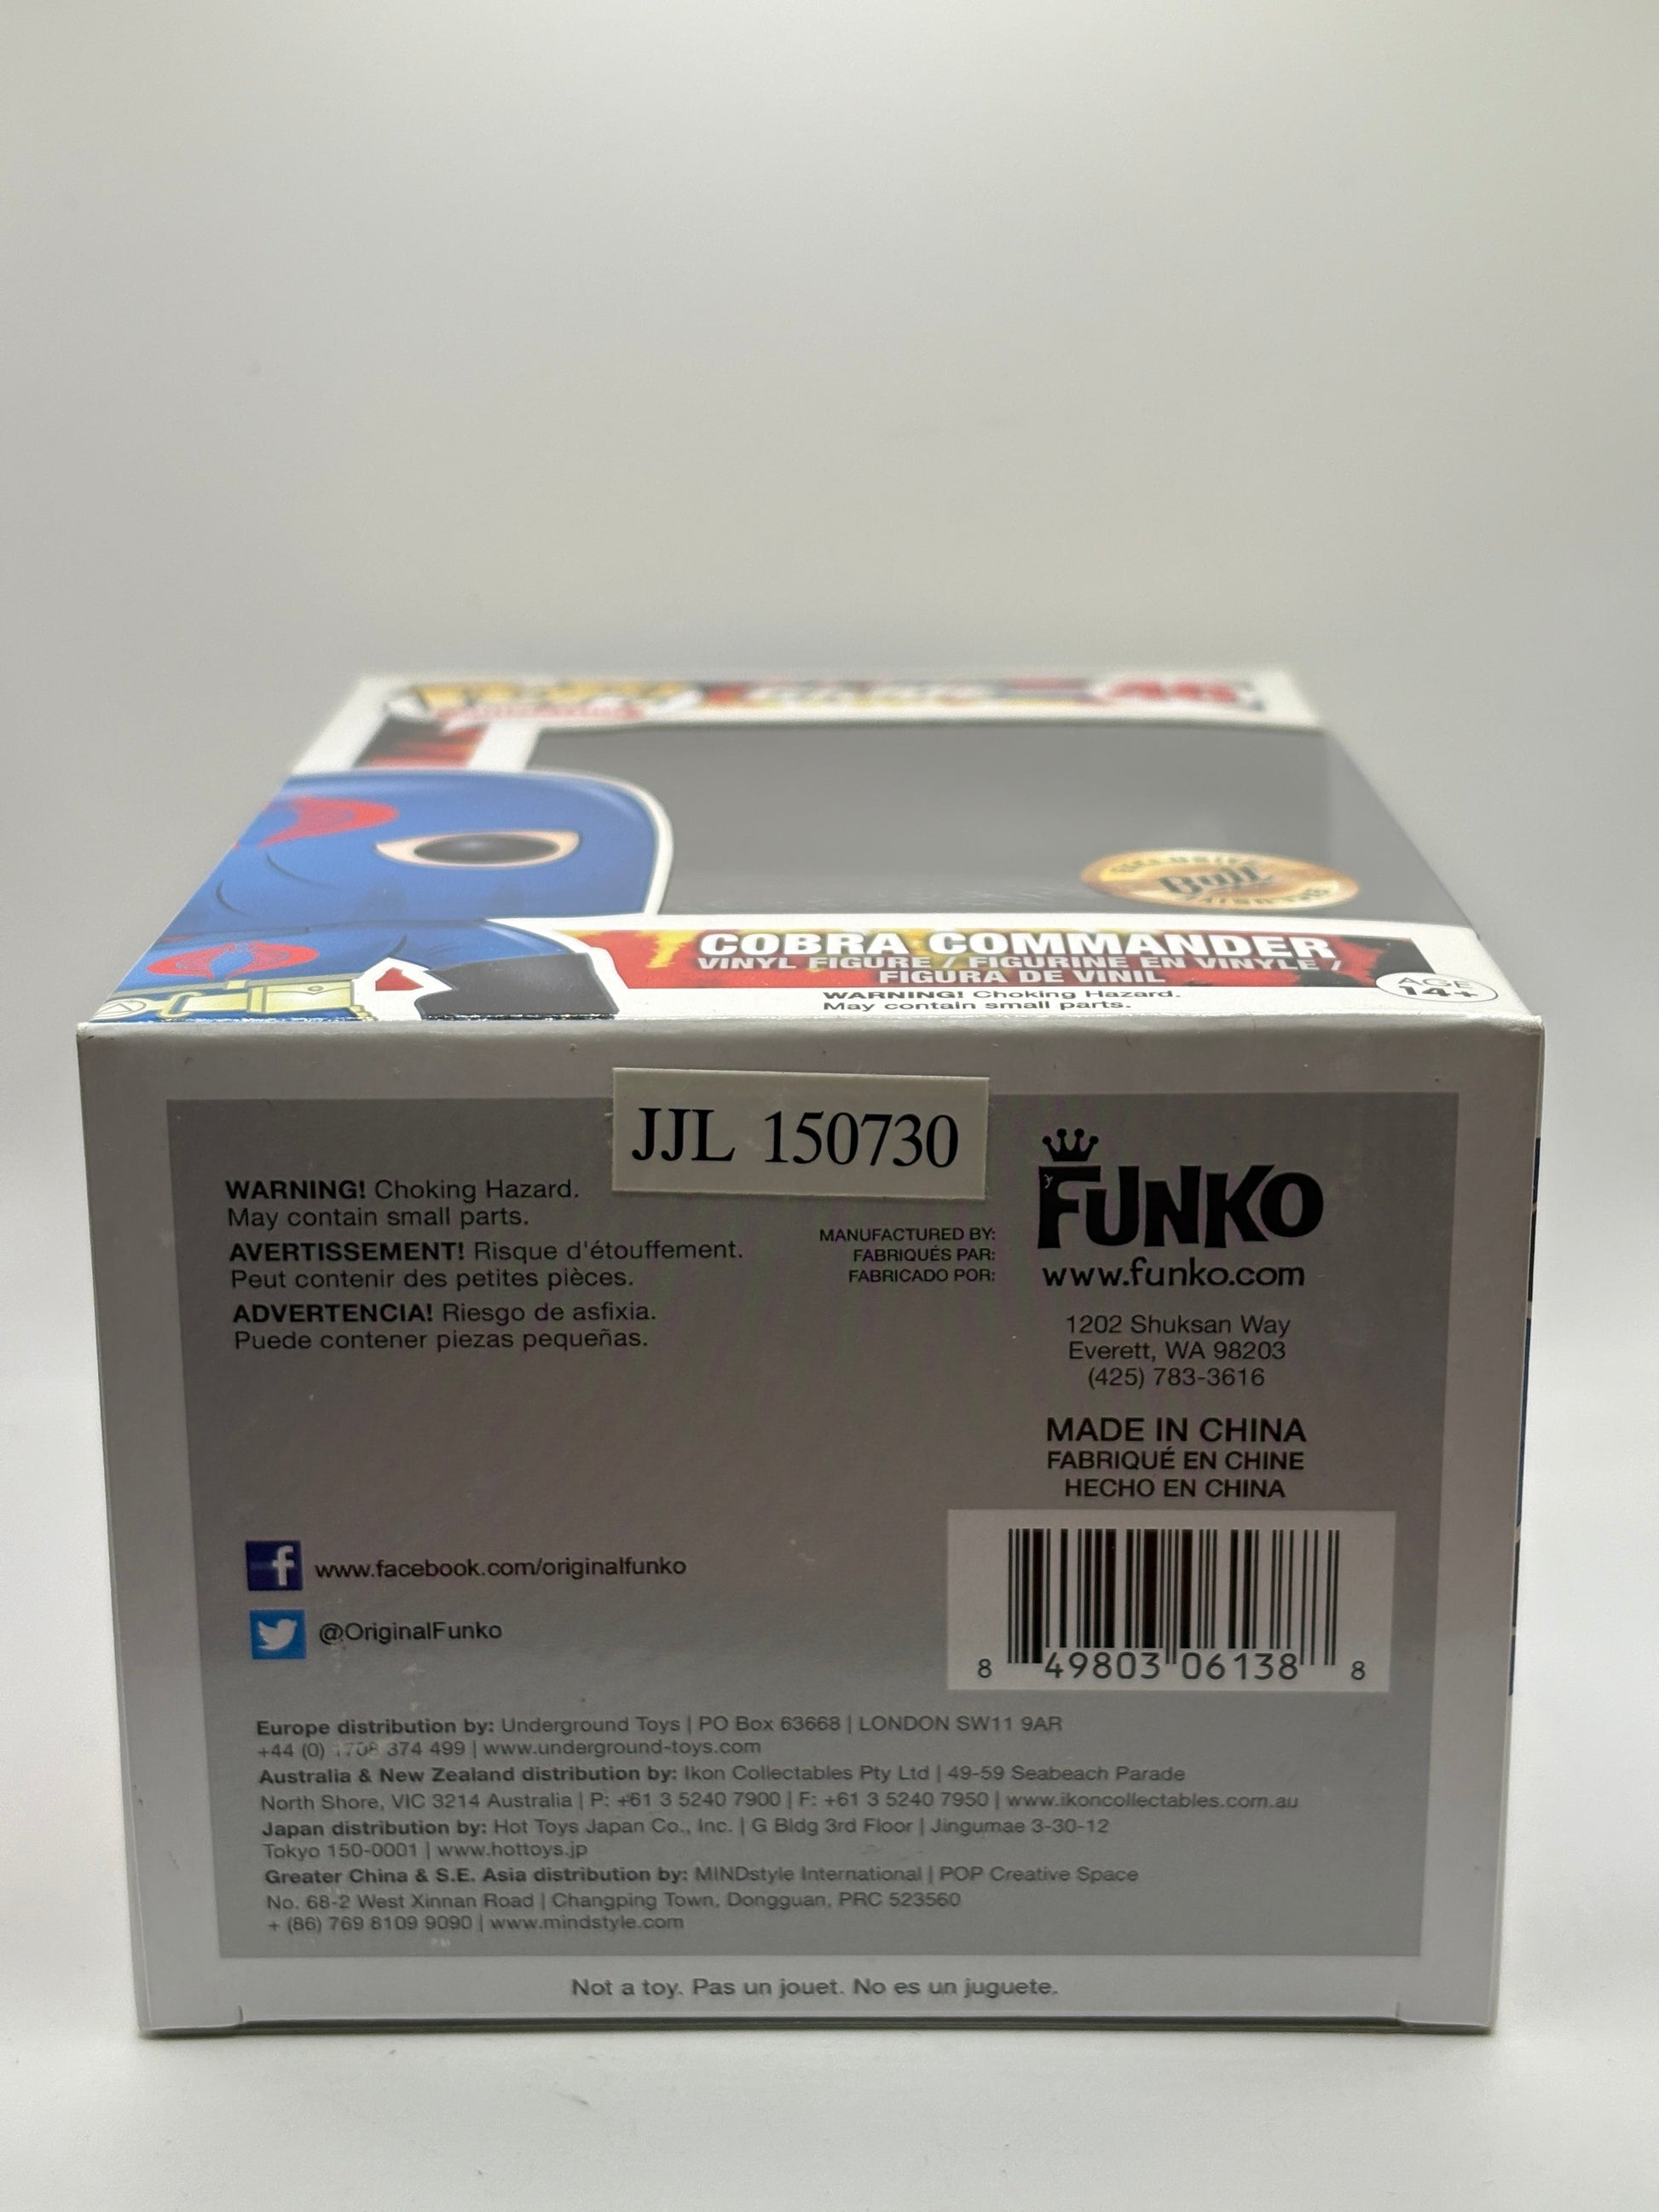 46
EXCLUSIVE
BAIT
COBRA COMMANDER
VINYL FIGURE / FIGURINE EN VINYLE /
FIGURA DE VINIL
WARNING! Choking Hazard.
May contain small parts.
AGE
14+
JJL 150730
WARNING! Choking Hazard.
May contain small parts.
AVERTISSEMENT! Risque d'étouffement.
Peut contenir des petites pièces.
ADVERTENCIA! Riesgo de asfixia.
Puede contener piezas pequeñas.
MANUFACTURED BY:
FABRIQUÉS PAR:
FABRICADO POR:
FUNKO
www.funko.com
1202 Shuksan Way
Everett, WA 98203
(425) 783-3616
MADE IN CHINA
FABRIQUÉ EN CHINE
HECHO EN CHINA
www.facebook.com/originalfunko
@OriginalFunko
8 49803 06138 8
Europe distribution by: Underground Toys | PO Box 63668 | LONDON SW11 9AR
+44 (0) 1708 374 499 | www.underground-toys.com
Australia & New Zealand distribution by: Ikon Collectables Pty Ltd | 49-59 Seabeach Parade
North Shore, VIC 3214 Australia | P: +61 3 5240 7900 | F: +61 3 5240 7950 | www.ikoncollectables.com.au
Japan distribution by: Hot Toys Japan Co., Inc. | G Bldg 3rd Floor | Jingumae 3-30-12
Tokyo 150-0001 | www.hottoys.jp
Greater China & S.E. Asia distribution by: MINDstyle International | POP Creative Space
No. 68-2 West Xinnan Road | Changping Town, Dongguan, PRC 523560
+ (86) 769 8109 9090 | www.mindstyle.com
Not a toy. Pas un jouet. No es un juguete.